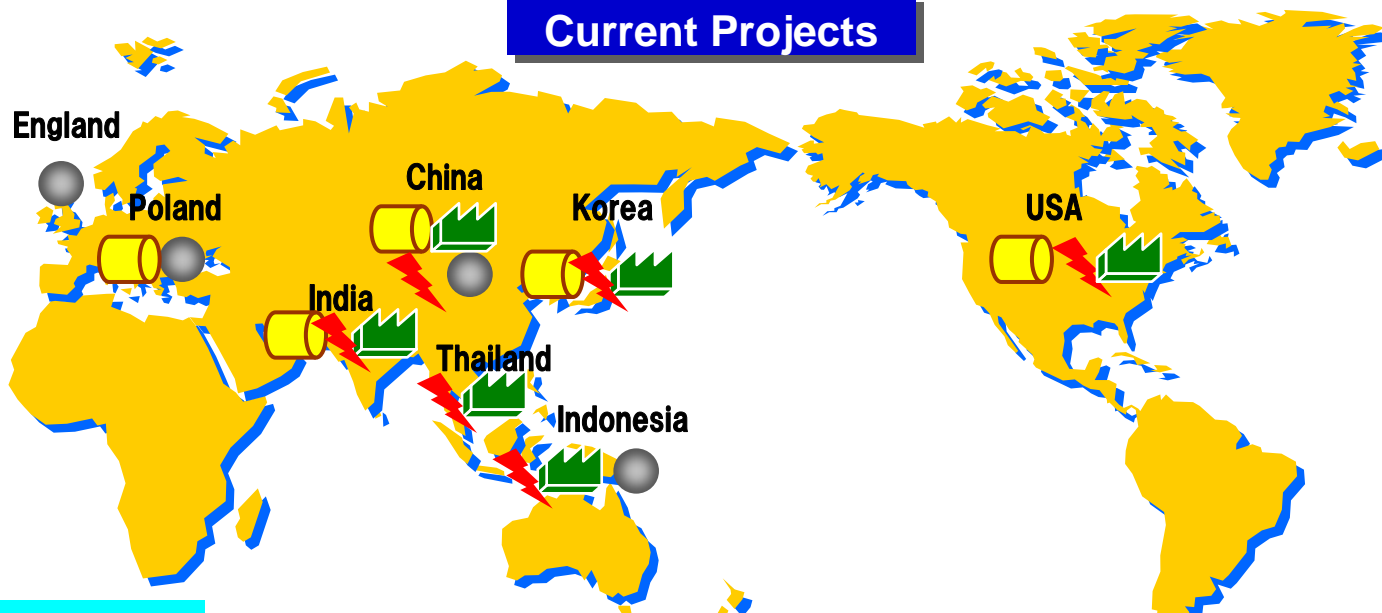 Current Projects
England
China
Poland
Korea
USA
India
Thailand
Indonesia